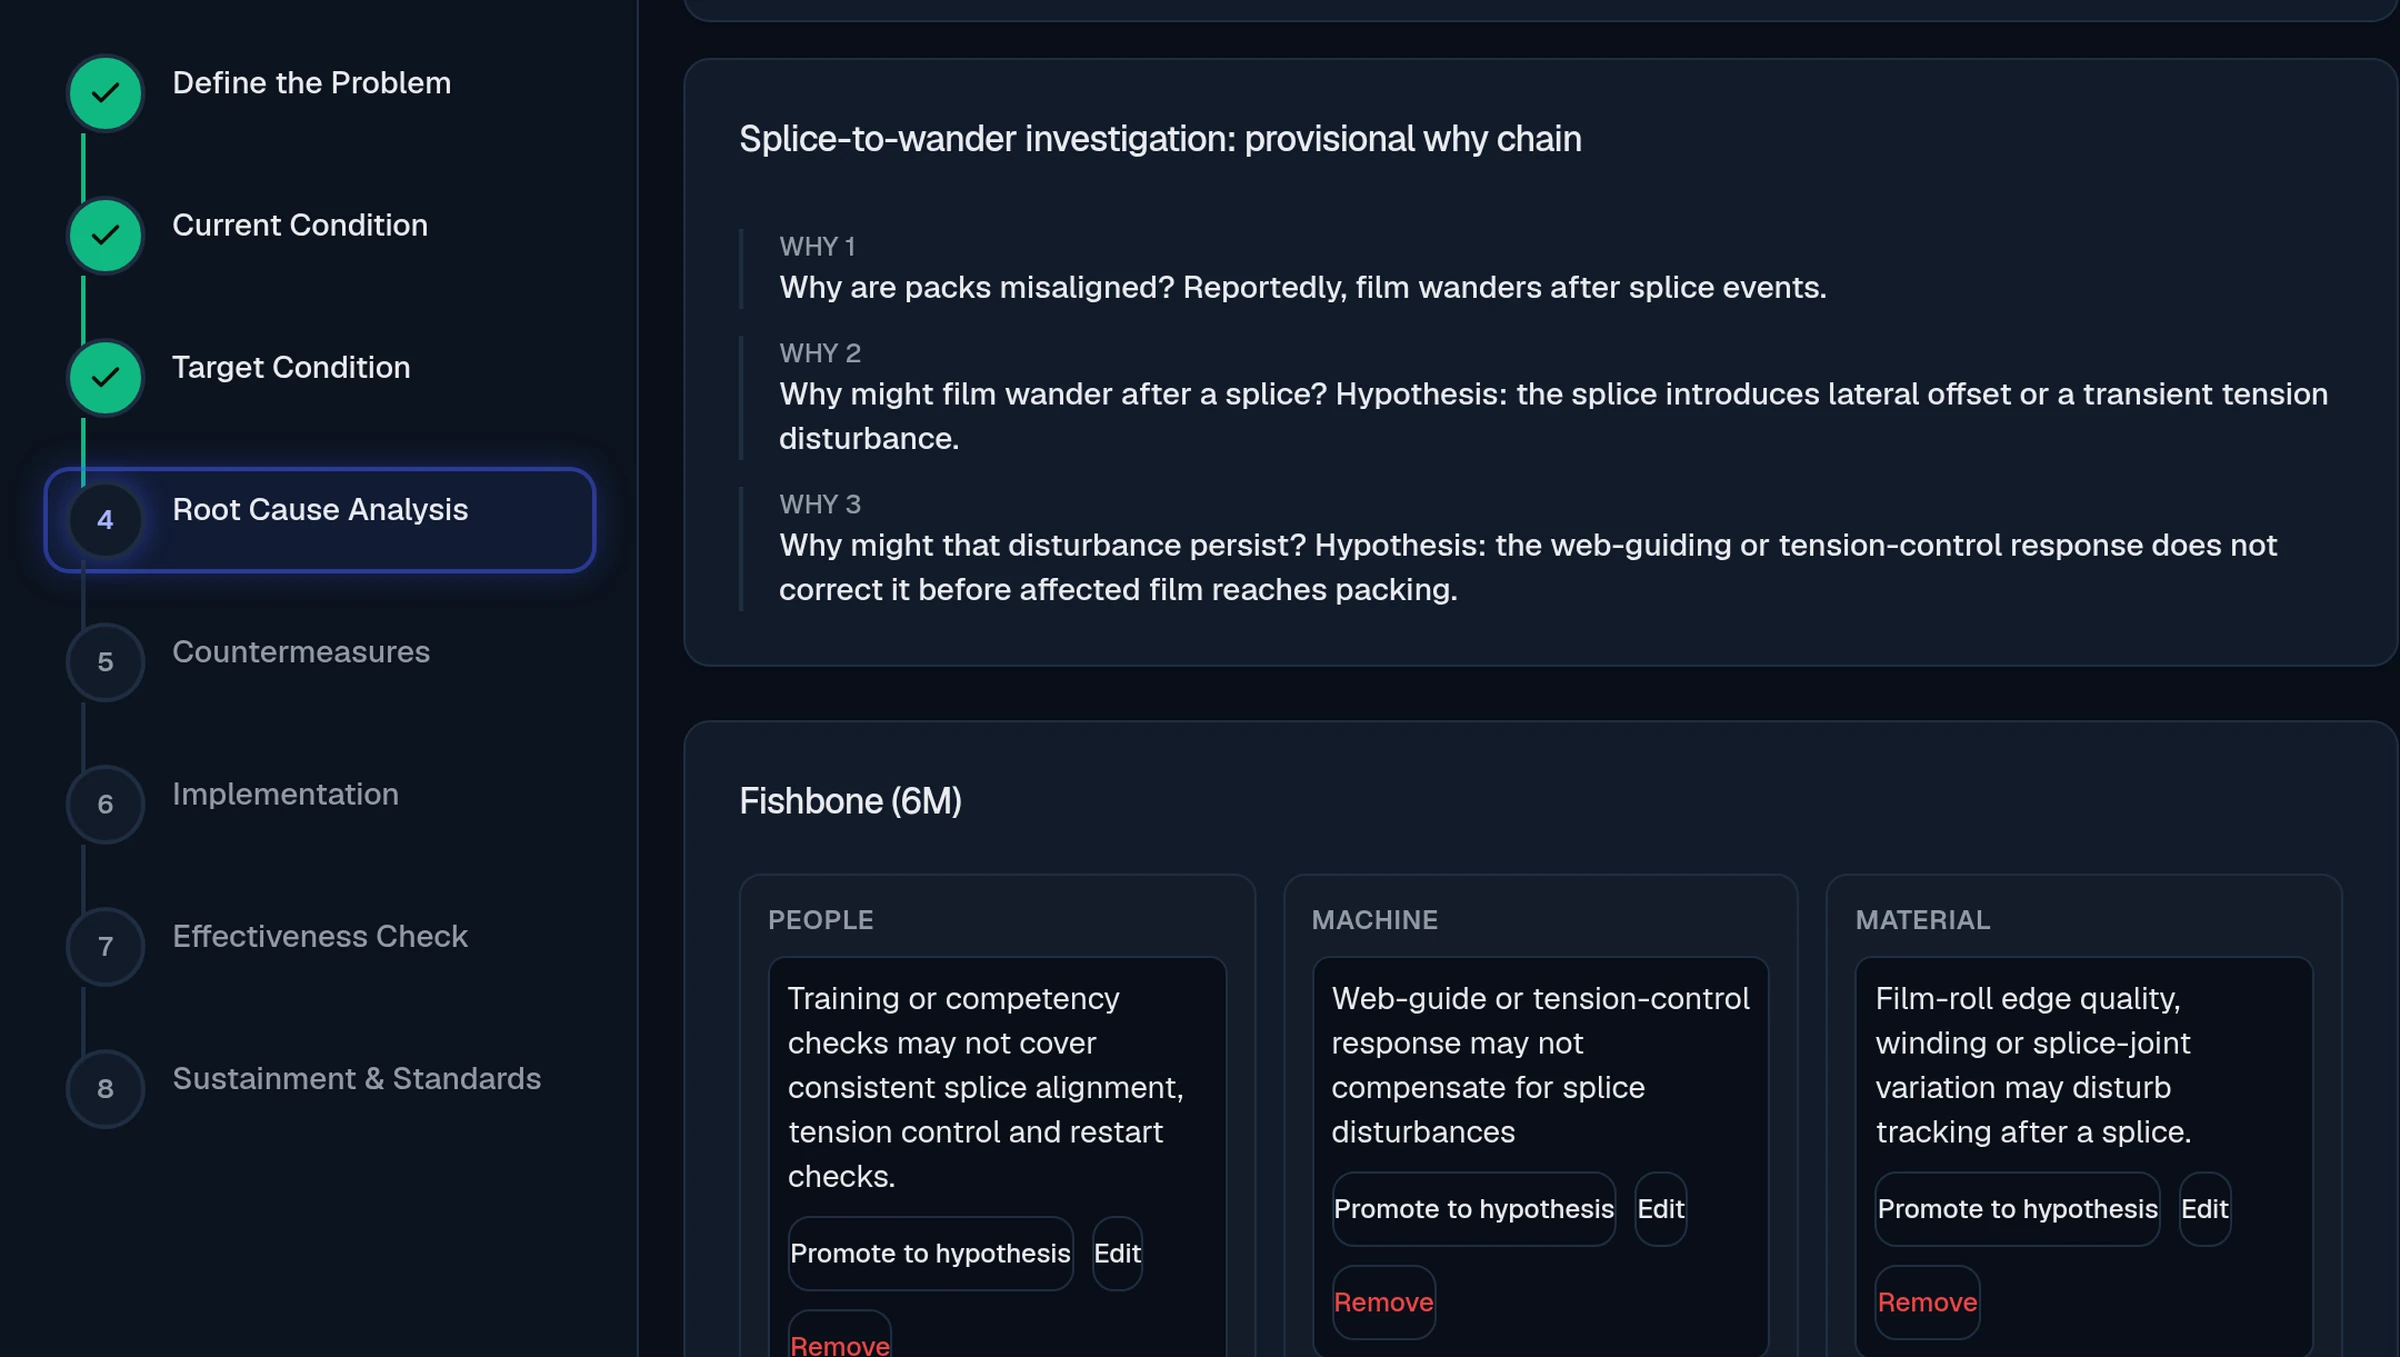 Define the Problem
Current Condition
Target Condition
4
Root Cause Analysis
5
Countermeasures
6
Implementation
7
Effectiveness Check
8
Sustainment & Standards
Splice-to-wander investigation: provisional why chain
WHY 1
Why are packs misaligned? Reportedly, film wanders after splice events.
WHY 2
Why might film wander after a splice? Hypothesis: the splice introduces lateral offset or a transient tension
disturbance.
WHY 3
Why might that disturbance persist? Hypothesis: the web-guiding or tension-control response does not
correct it before affected film reaches packing.
Fishbone (6M)
PEOPLE
Training or competency
checks may not cover
consistent splice alignment,
tension control and restart
checks.
Promote to hypothesis
Edit
Remove
MACHINE
Web-guide or tension-control
response may not
compensate for splice
disturbances
Promote to hypothesis
Edit
Remove
MATERIAL
Film-roll edge quality,
winding or splice-joint
variation may disturb
tracking after a splice.
Promote to hypothesis
Edit
Remove